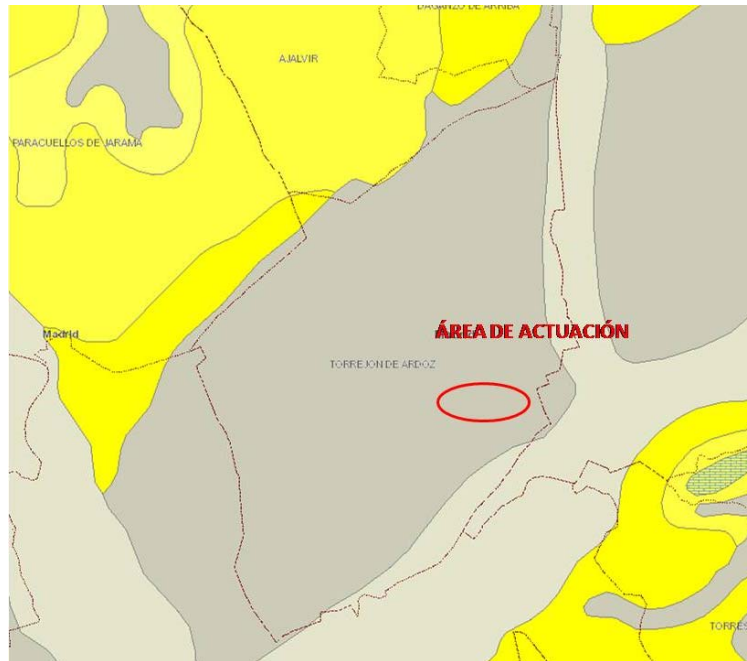 DAGANZO DE ARRIBA
AJALVIR
PARACUELLOS DE JARAMA
Madrid
ÁREA DE ACTUACIÓN
TORREJON DE ARDOZ
TORRES